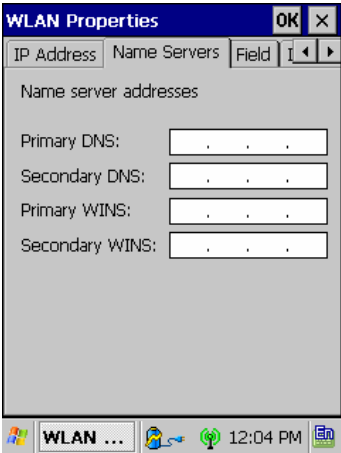 WLAN Properties OK ×
IP Address Name Servers Field
Name server addresses
Primary DNS: . . .
Secondary DNS: . . .
Primary WINS: . . .
Secondary WINS: . . .
WLAN ... 12:04 PM En